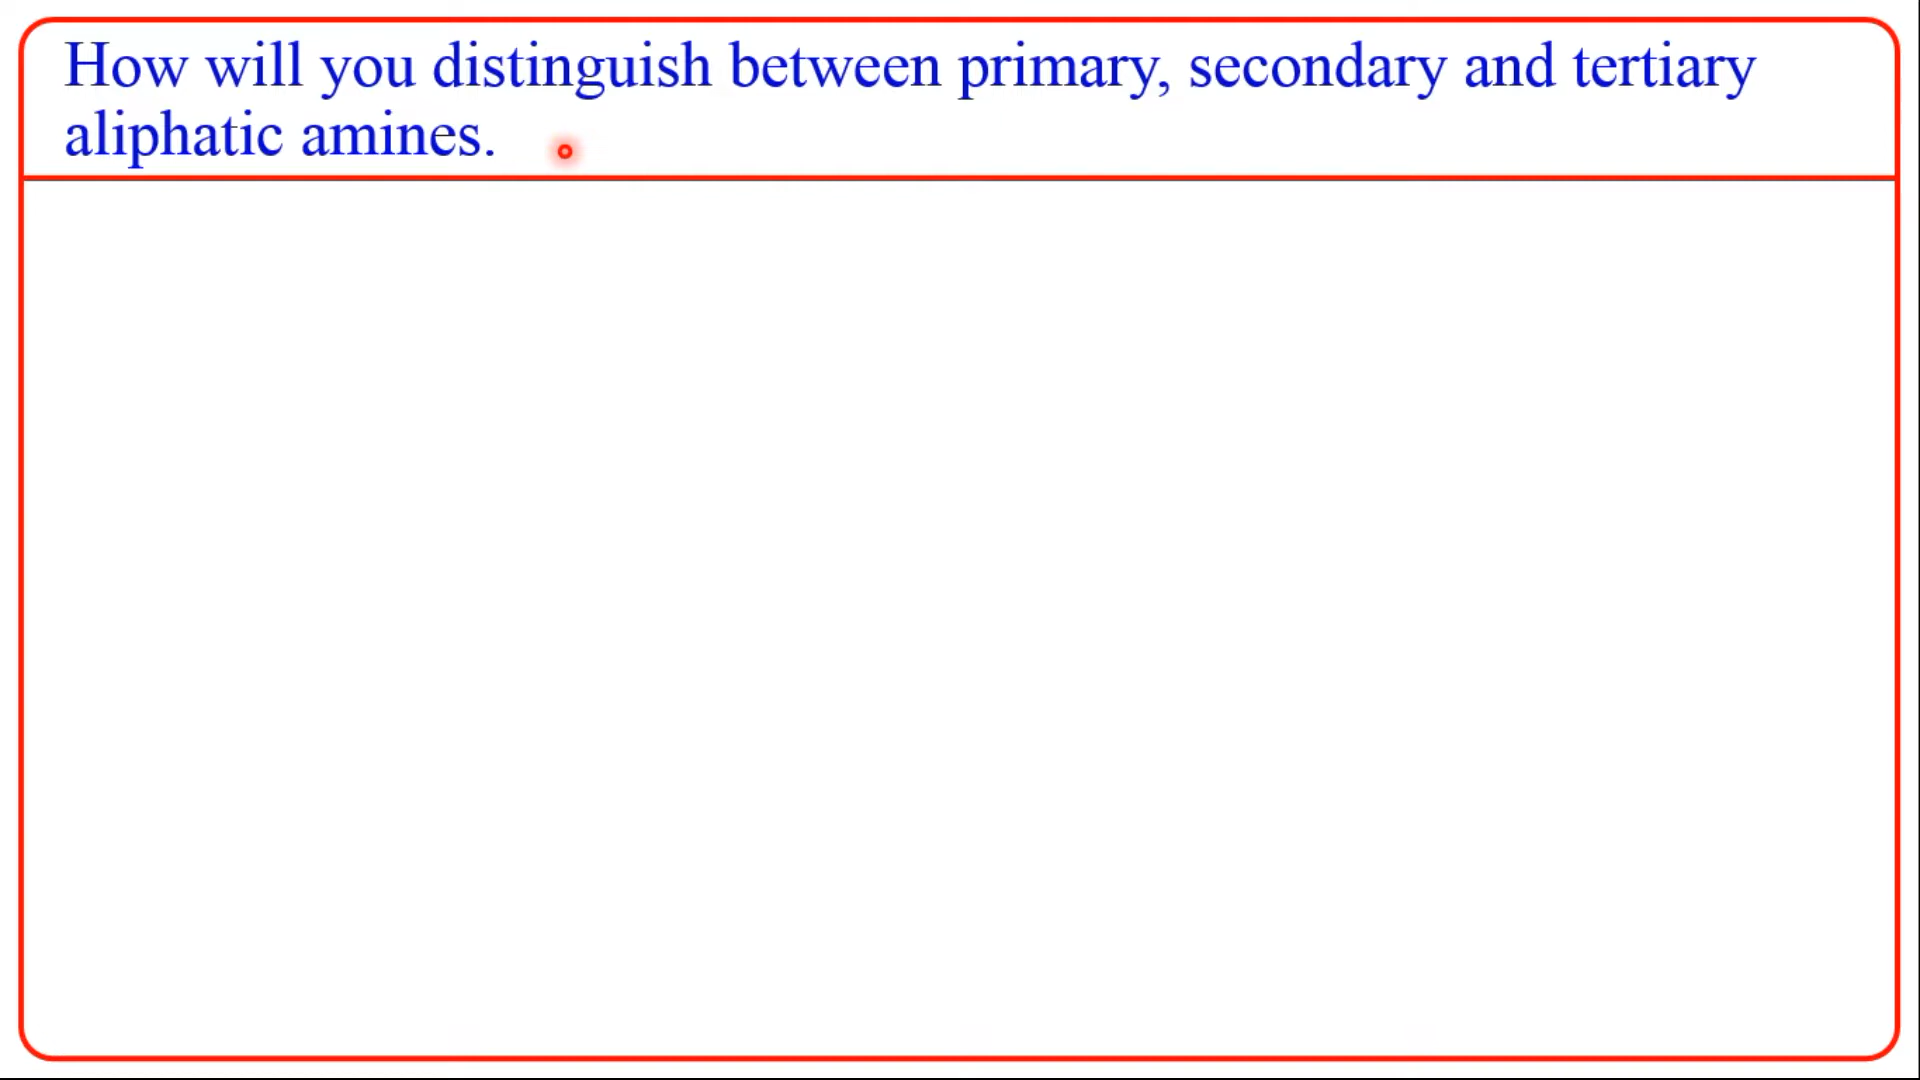 How will you distinguish between primary, secondary and tertiary
aliphatic amines.